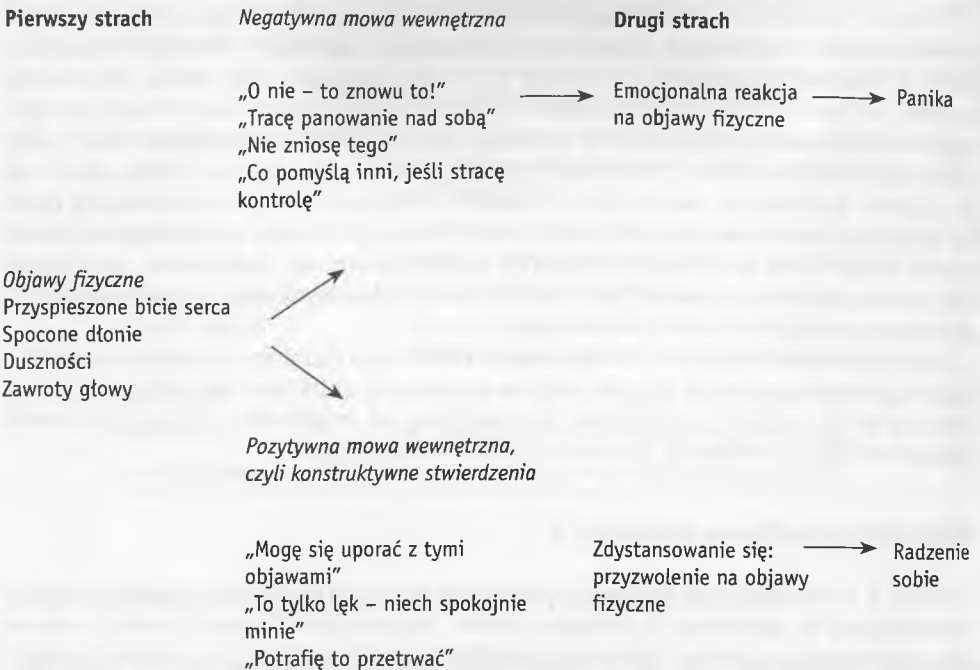 Pierwszy strach
Negatywna mowa wewnętrzna
Drugi strach
„O nie – to znowu to!”
„Tracę panowanie nad sobą”
„Nie zniosę tego”
„Co pomyślą inni, jeśli stracę
kontrolę”
Emocjonalna reakcja
na objawy fizyczne
Panika
Objawy fizyczne
Przyspieszone bicie serca
Spocone dłonie
Duszności
Zawroty głowy
Pozytywna mowa wewnętrzna,
czyli konstruktywne stwierdzenia
„Mogę się uporać z tymi
objawami”
„To tylko lęk – niech spokojnie
minie”
„Potrafię to przetrwać”
Zdystansowanie się:
przyzwolenie na objawy
fizyczne
Radzenie
sobie